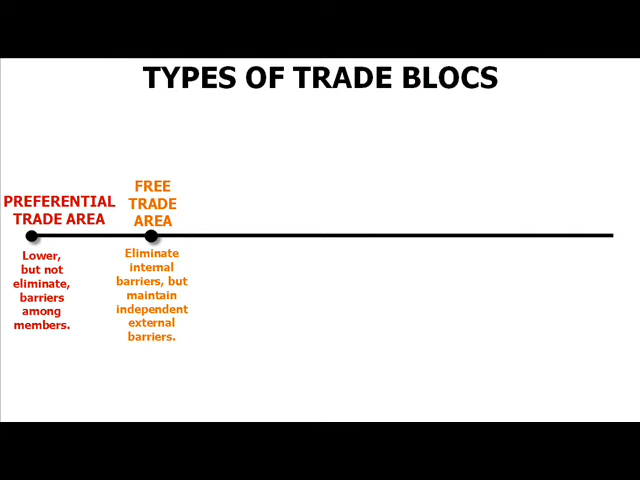 TYPES OF TRADE BLOCS
PREFERENTIAL
TRADE AREA
FREE
TRADE
AREA
Lower,
but not
eliminate,
barriers
among
members.
Eliminate
internal
barriers, but
maintain
independent
external
barriers.